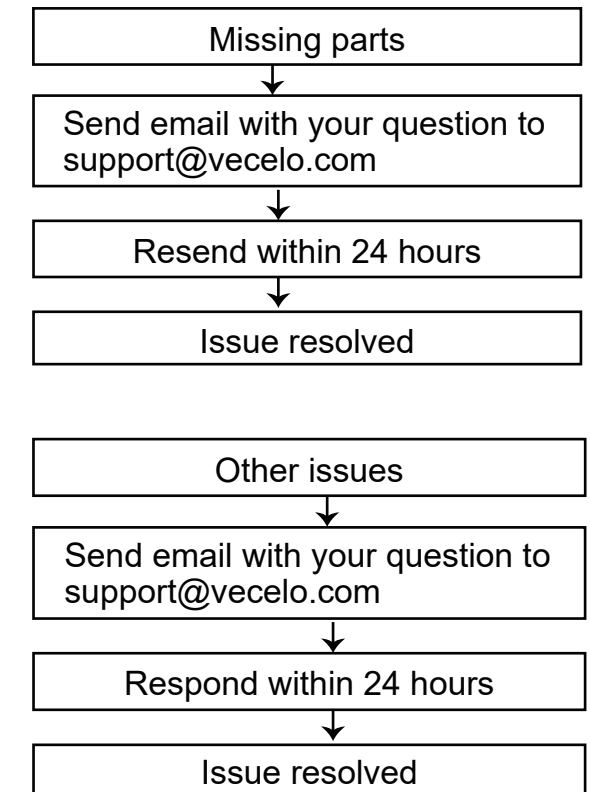 Missing parts
Send email with your question to
support@vecelo.com
Resend within 24 hours
Issue resolved
Other issues
Send email with your question to
support@vecelo.com
Respond within 24 hours
Issue resolved